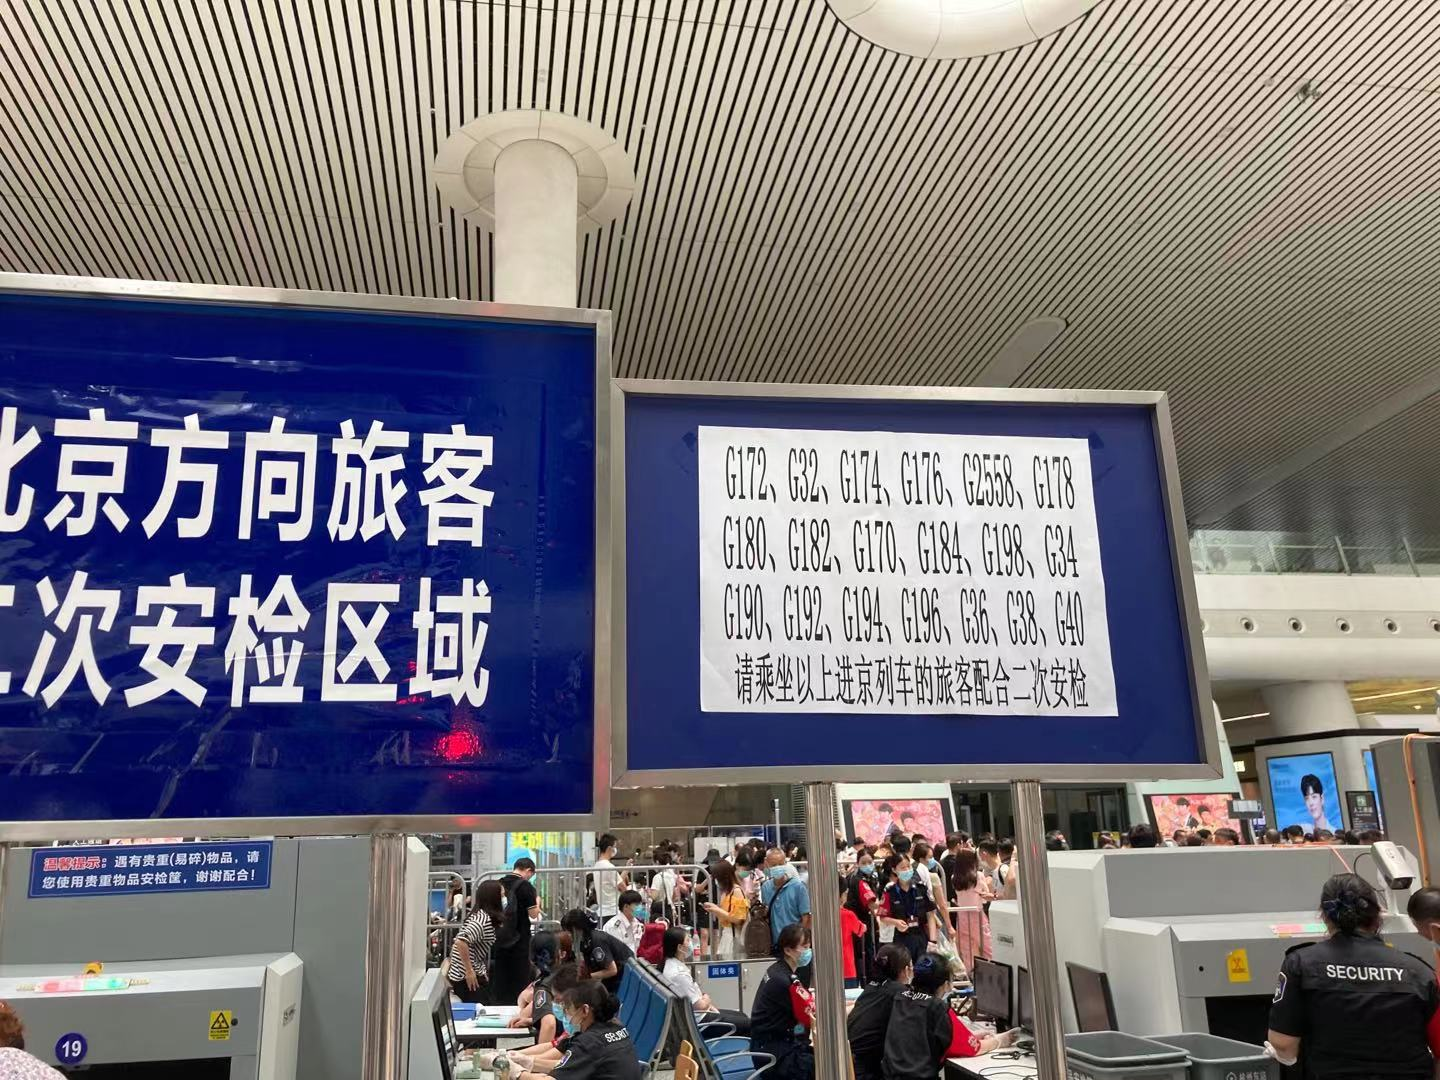 北京方向旅客
二次安检区域
G172、G32、G174、G176、G2558、G178
G180、G182、G170、G184、G198、G34
G190、G192、G194、G196、G36、G38、G40
请乘坐以上进京列车的旅客配合二次安检
温馨提示：遇有贵重(易碎)物品，请
您使用贵重物品安检筐，谢谢配合！
19
固体类
SECURITY
SECURITY